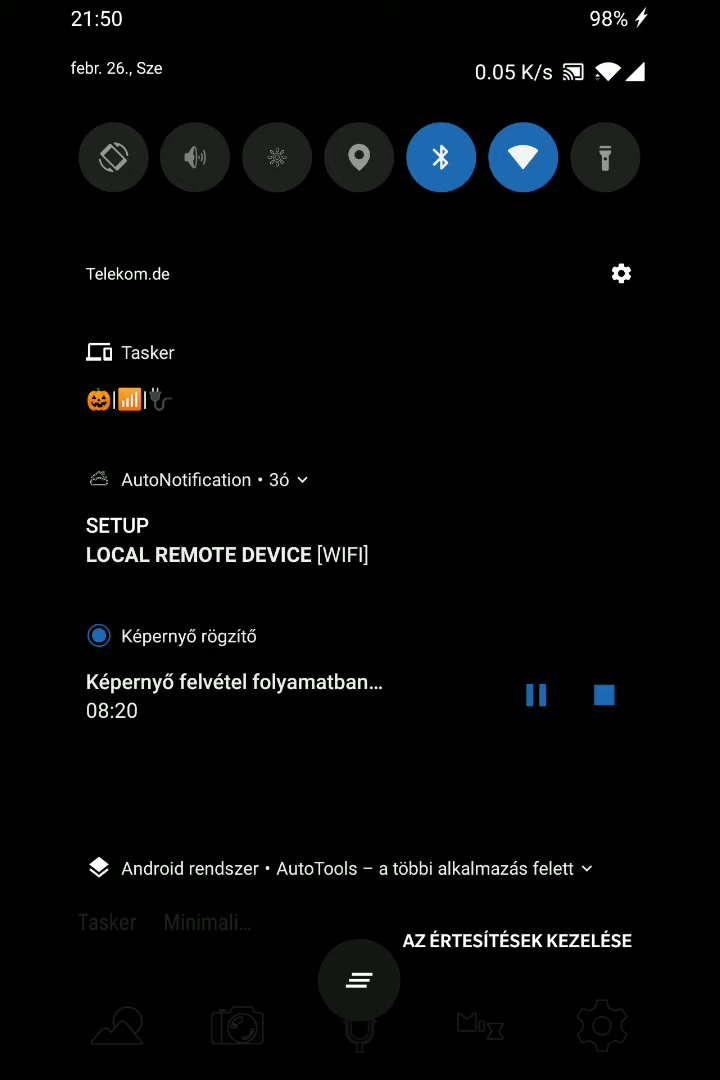 21:50
98%
febr. 26., Sze
0.05 K/s
Telekom.de
Tasker
🎃|📶|🔌
AutoNotification • 3ó
SETUP
LOCAL REMOTE DEVICE [WIFI]
Képernyő rögzítő
Képernyő felvétel folyamatban…
08:20
Android rendszer • AutoTools – a többi alkalmazás felett
Tasker
Minimali…
AZ ÉRTESÍTÉSEK KEZELÉSE